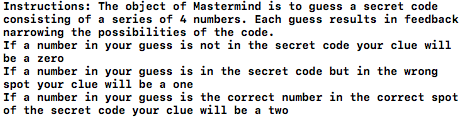 Instructions: The object of Mastermind is to guess a secret code
consisting of a series of 4 numbers. Each guess results in feedback
narrowing the possibilities of the code.
If a number in your guess is not in the secret code your clue will
be a zero
If a number in your guess is in the secret code but in the wrong
spot your clue will be a one
If a number in your guess is the correct number in the correct spot
of the secret code your clue will be a two